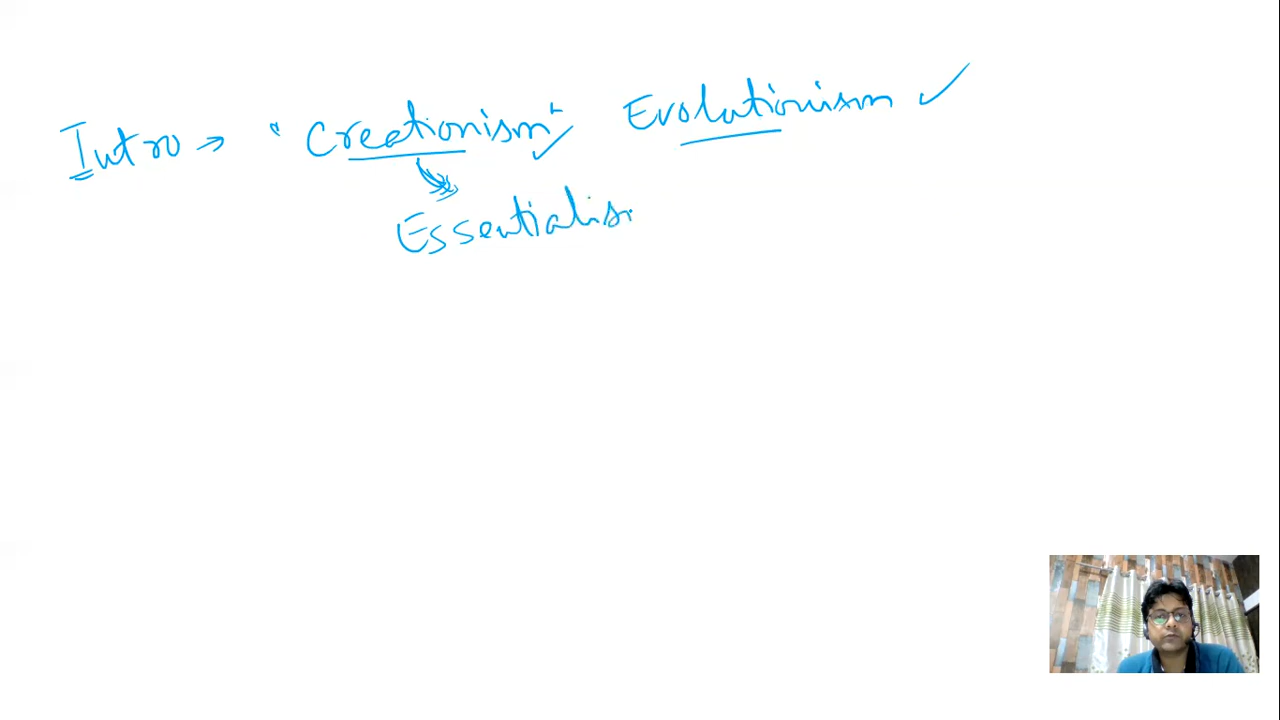 Intro → "Creationism" ✓ Evolutionism ✓
Essentialis